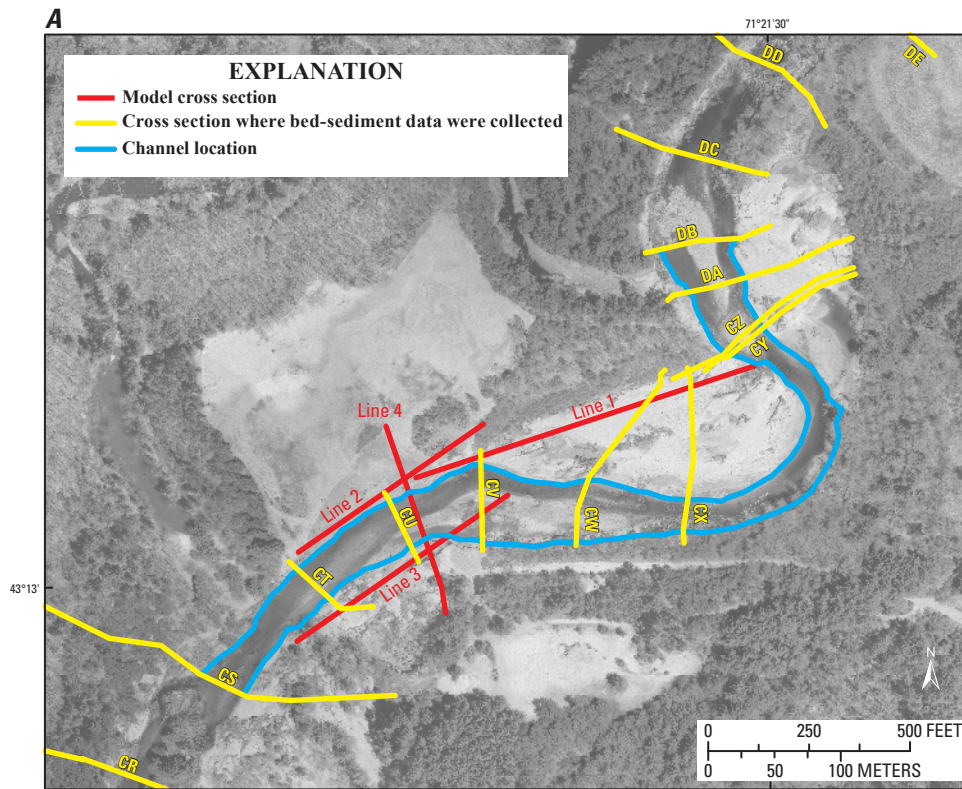 A
71°21'30"
EXPLANATION
Model cross section
Cross section where bed-sediment data were collected
Channel location
DD
DE
DC
DB
DA
CZ
CY
Line 1
Line 4
Line 2
CV
CU
CW
CX
Line 3
43°13'
CT
CS
CR
N
0 250 500 FEET
0 50 100 METERS